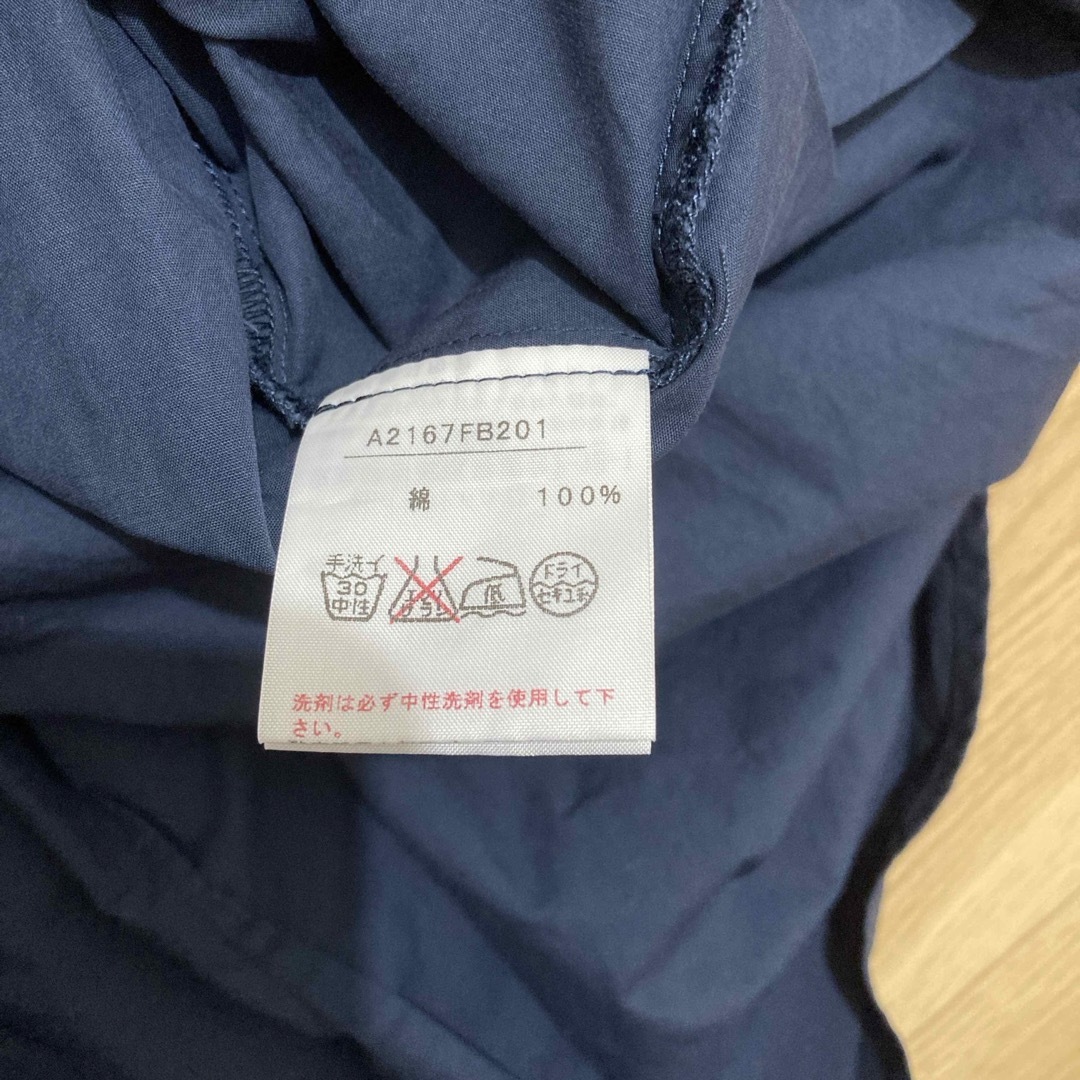 A2167FB201
綿 100%
手洗イ
30
中性
エンソ
サラシ
低
ドライ
セキユ系
洗剤は必ず中性洗剤を使用して下
さい。